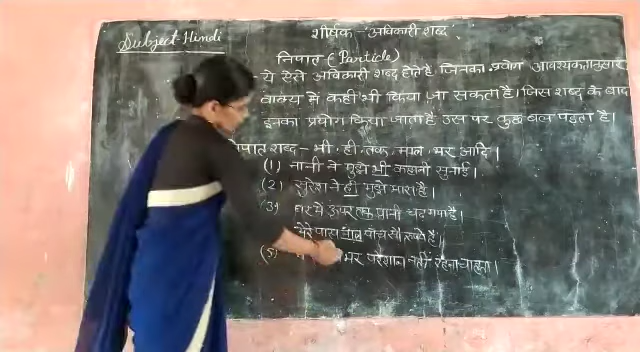 Subject-Hindi
शीर्षक - 'अविकारी शब्द'
निपात (Particle)
- ये ऐसे अविकारी शब्द होते है जिनका प्रयोग आवश्यकतानुसार
वाक्य में कहीं भी किया जा सकता है। जिस शब्द के बाद
इनका प्रयोग किया जाता है उस पर कुछ बल पड़ता है।
शब्द - भी, ही, तक, मात्र, भर आदि।
(1) नानी ने मुझे भी कहानी सुनाई।
(2) सुरेश ने ही मुझे मारा है।
(3) में ऊपर तक पानी चढ़ गया है।
मेरे पास मात्र पाँच सौ रुपये है
(5) भर परेशान नहीं रहना चाहता।